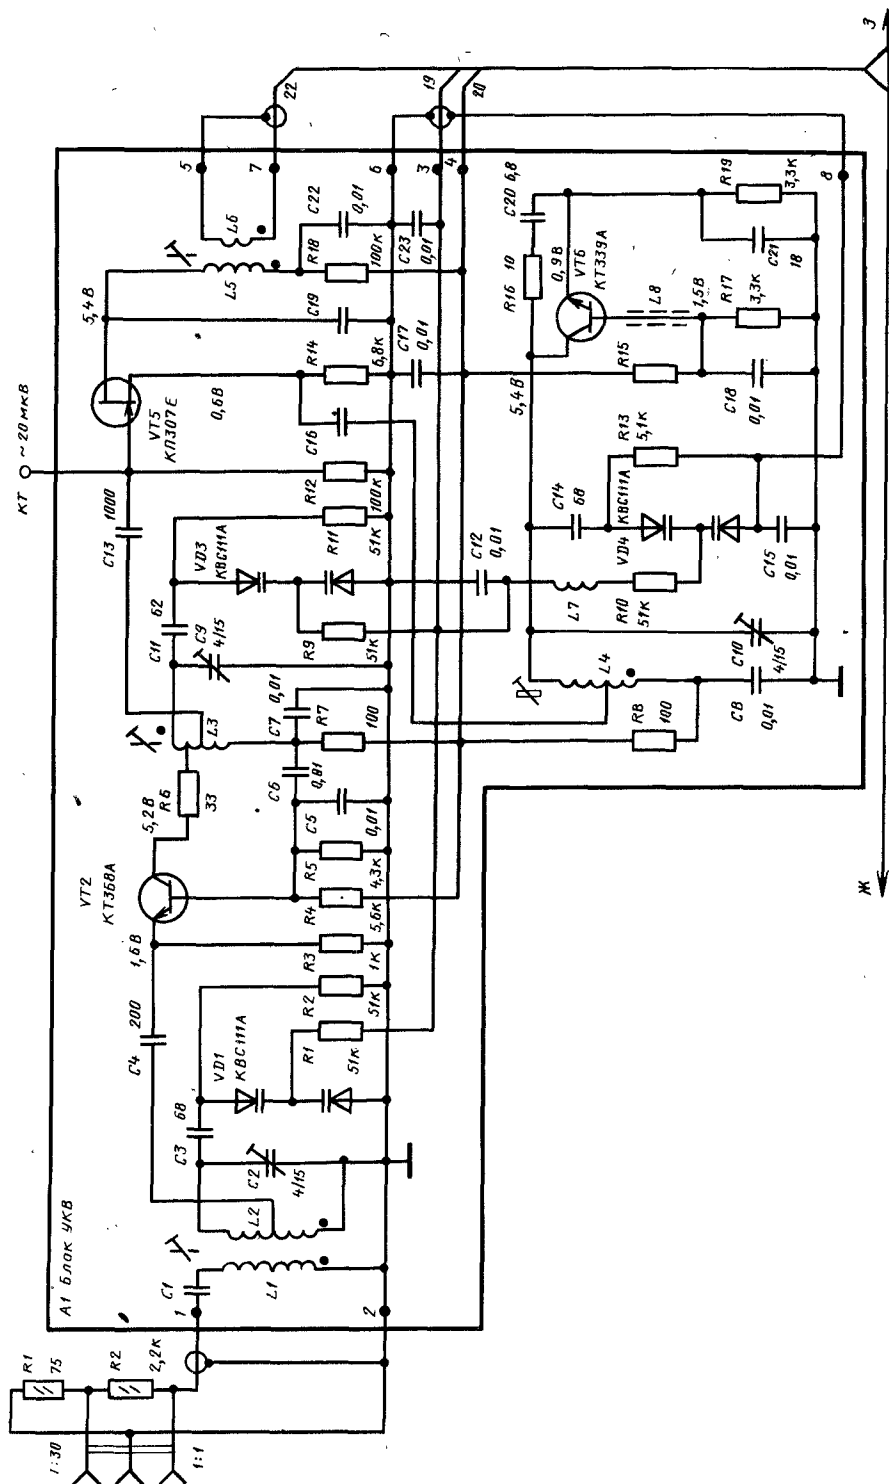 1:30
1:1
R1
75
R2
2,2К
А1 Блок УКВ
1
2
C1
L1
L2
C2
4/15
C3
68
C4
200
VD1
КВС111А
R1
51К
R2
51К
R3
1К
R4
5,6К
R5
4,3К
1,6В
VT2
КТ368А
5,2В
R6
33
C5
0,01
C6
0,01
C7
0,01
R7
100
L3
C9
4/15
C11
62
C13
1000
VD3
КВС111А
R9
51К
R11
51К
R12
100К
КТ
~20мкВ
VT5
КП307Е
0,6В
5,4В
C16
R14
6,8К
C17
0,01
C19
L5
L6
R18
100К
C22
0,01
C23
0,01
C12
0,01
5
7
6
3
4
22
19
20
8
R8
100
C8
0,01
L4
C10
4/15
L7
R10
51К
VD4
КВС111А
C14
68
R13
5,1К
C15
0,01
5,4В
R15
C18
0,01
R16
10
C20 6,8
0,9В
VT6
КТ339А
L8
1,5В
R17
3,3К
C21
18
R19
3,3К
Ж
З